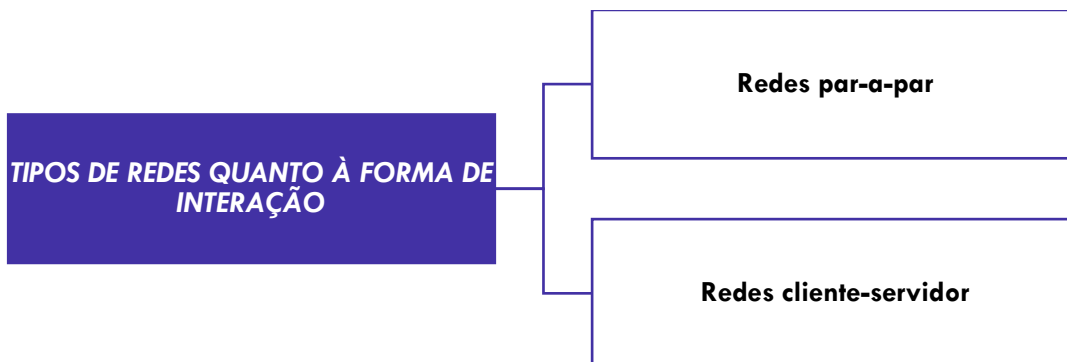 TIPOS DE REDES QUANTO À FORMA DE
INTERAÇÃO
Redes par-a-par
Redes cliente-servidor